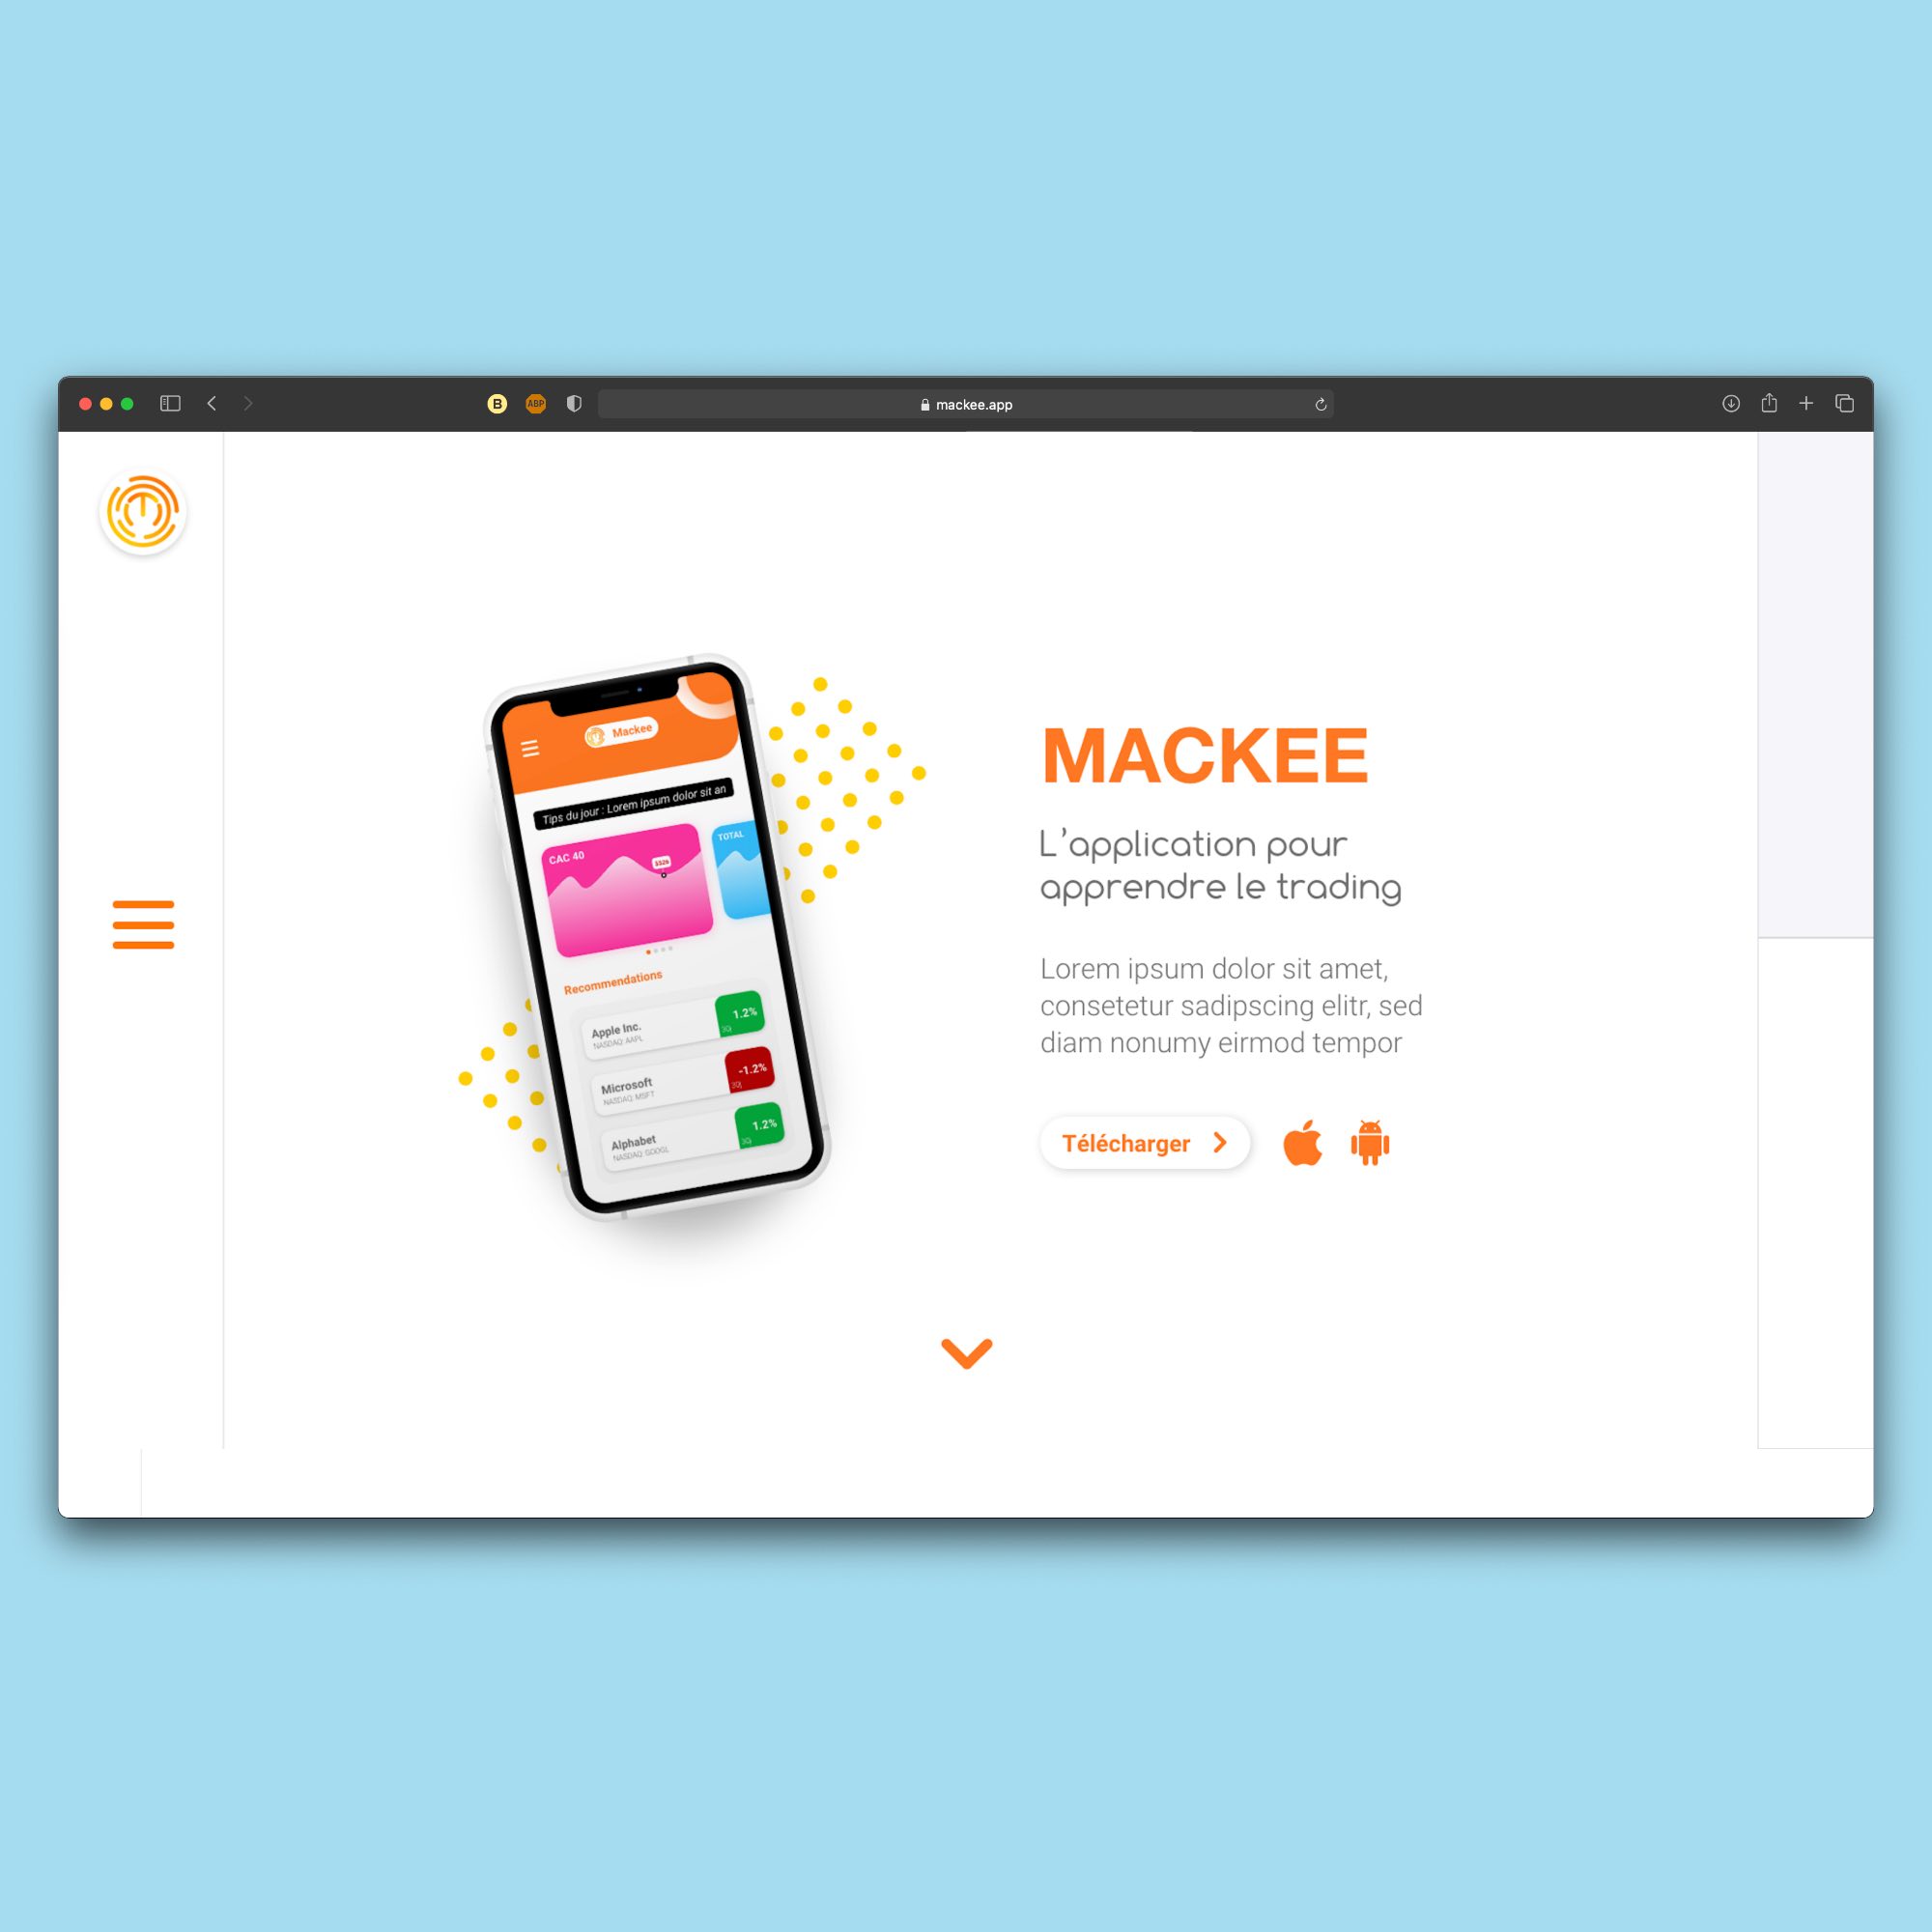 B
ABP
mackee.app
Mackee
Tips du jour : Lorem ipsum dolor sit an
CAC 40
TOTAL
Recommendations
Apple Inc.
NASDAQ: AAPL
1.2%
Microsoft
NASDAQ: MSFT
-1.2%
Alphabet
NASDAQ: GOOGL
1.2%
MACKEE
L’application pour
apprendre le trading
Lorem ipsum dolor sit amet,
consetetur sadipscing elitr, sed
diam nonumy eirmod tempor
Télécharger